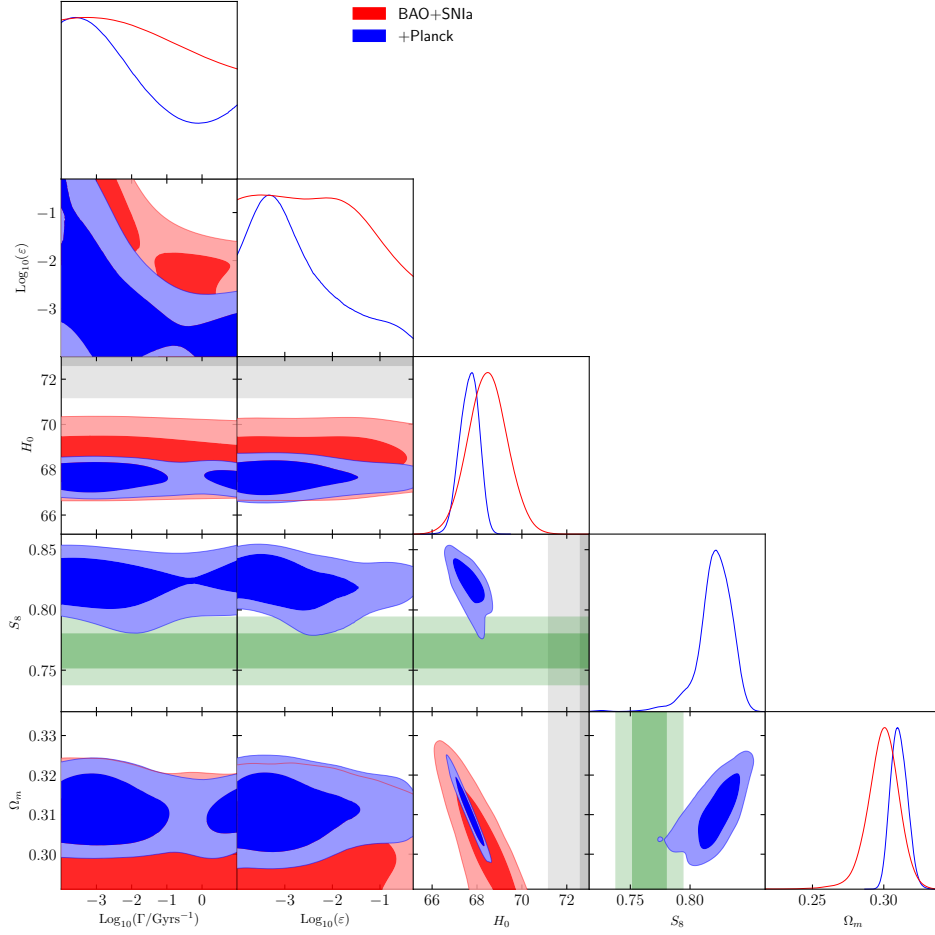 BAO+SNIa
+Planck
−1
−2
−3
Log₁₀(ε)
72
70
68
66
H₀
0.85
0.80
0.75
S₈
0.33
0.32
0.31
0.30
Ωₘ
−3 −2 −1 0
Log₁₀(Γ/Gyrs⁻¹)
−3 −2 −1
Log₁₀(ε)
66 68 70 72
H₀
0.75 0.80
S₈
0.25 0.30
Ωₘ